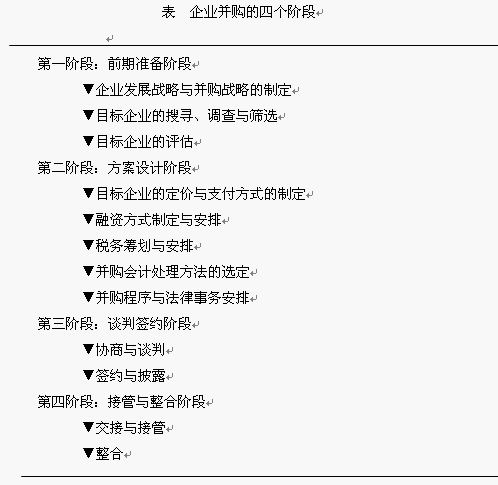 表　企业并购的四个阶段
第一阶段：前期准备阶段
▼企业发展战略与并购战略的制定
▼目标企业的搜寻、调查与筛选
▼目标企业的评估
第二阶段：方案设计阶段
▼目标企业的定价与支付方式的制定
▼融资方式制定与安排
▼税务筹划与安排
▼并购会计处理方法的选定
▼并购程序与法律事务安排
第三阶段：谈判签约阶段
▼协商与谈判
▼签约与披露
第四阶段：接管与整合阶段
▼交接与接管
▼整合